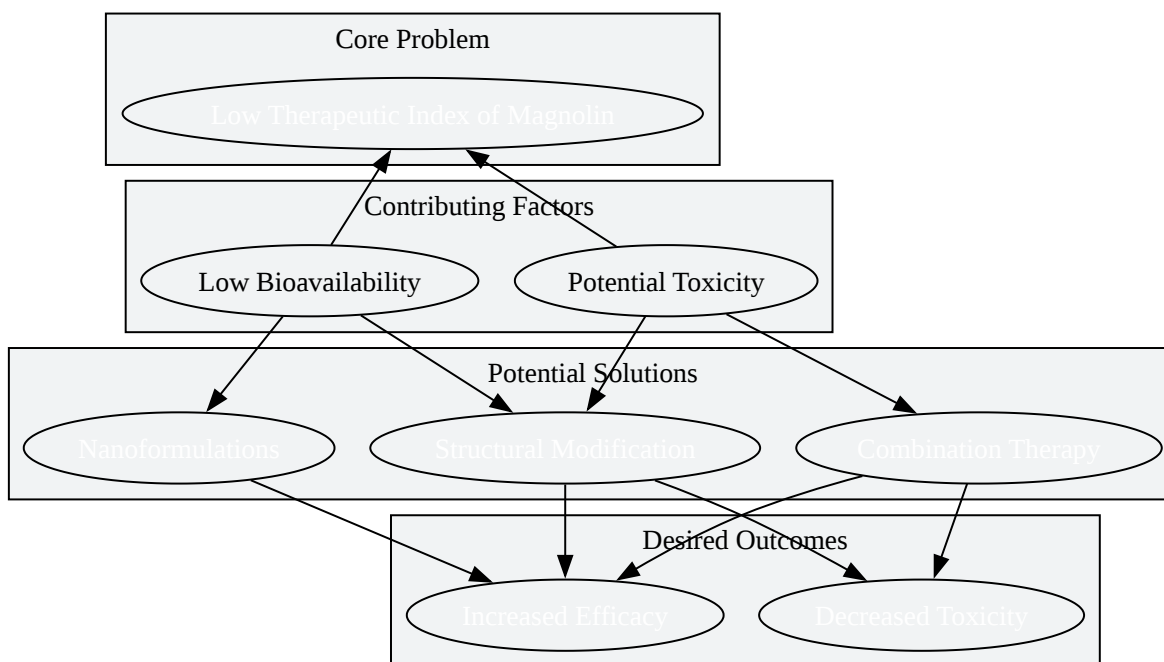 Core Problem
Low Therapeutic Index of Magnolin
Contributing Factors
Low Bioavailability
Potential Toxicity
Potential Solutions
Nanoformulations
Structural Modification
Combination Therapy
Desired Outcomes
Increased Efficacy
Decreased Toxicity